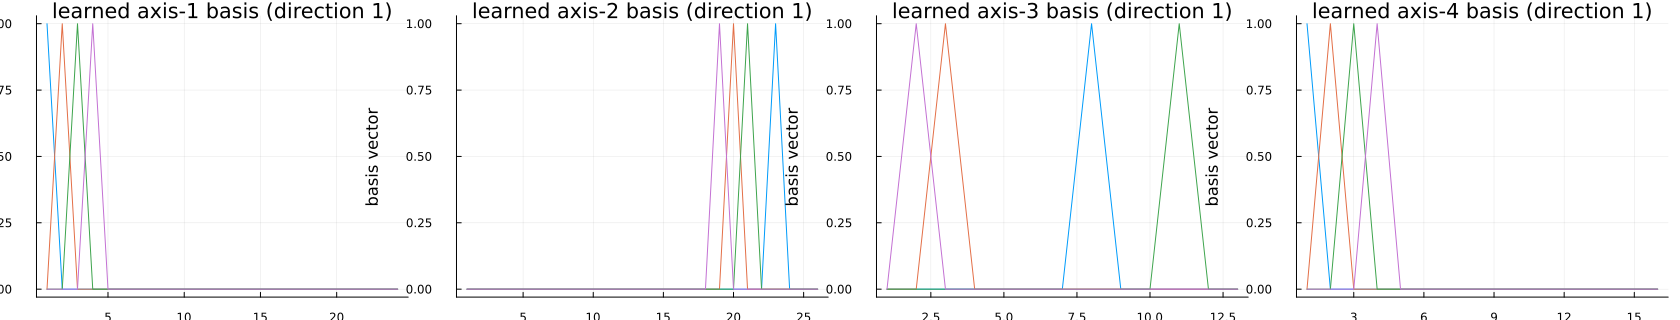 learned axis-1 basis (direction 1) learned axis-2 basis (direction 1) learned axis-3 basis (direction 1) learned axis-4 basis (direction 1)
1.00 1.00 1.00
0.75 0.75 0.75
basis vector basis vector basis vector
0.50 0.50 0.50
0.25 0.25 0.25
0.00 0.00 0.00
5 10 15 20 5 10 15 20 25 2.5 5.0 7.5 10.0 12.5 3 6 9 12 15